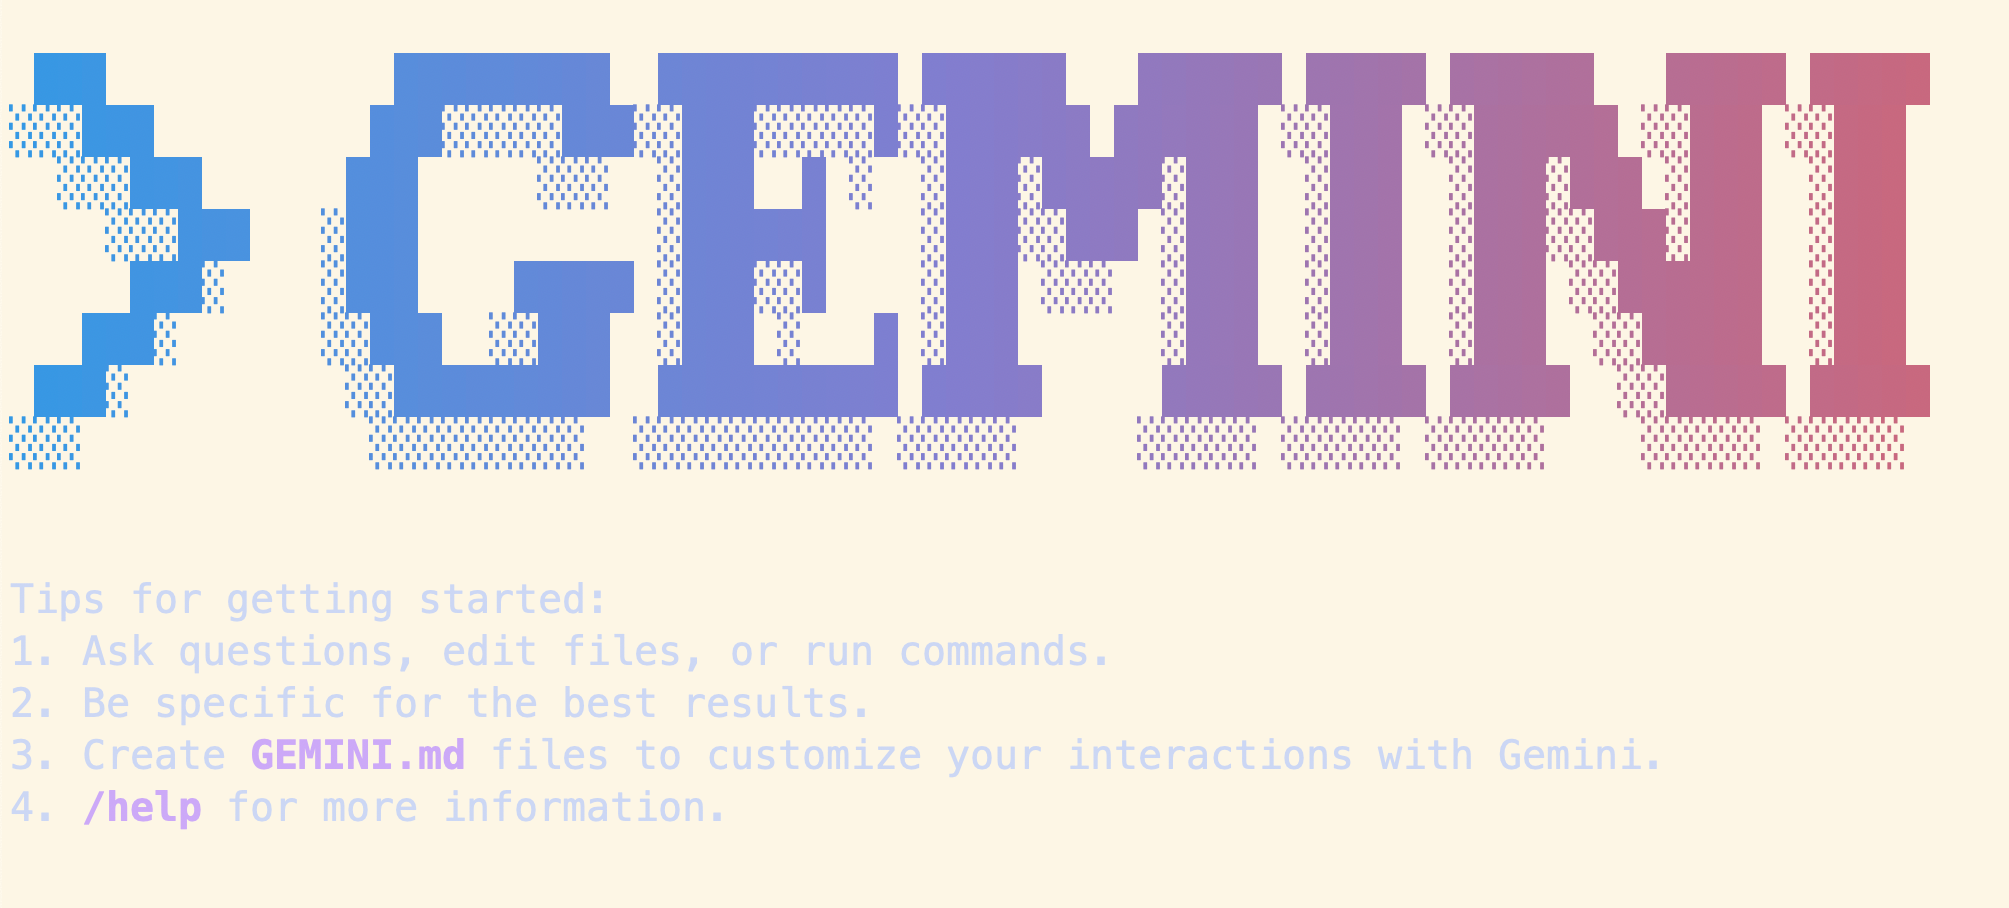 > GEMINI
Tips for getting started:
1. Ask questions, edit files, or run commands.
2. Be specific for the best results.
3. Create GEMINI.md files to customize your interactions with Gemini.
4. /help for more information.